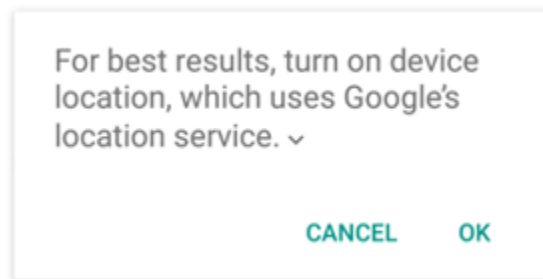 For best results, turn on device
location, which uses Google's
location service.
CANCEL OK